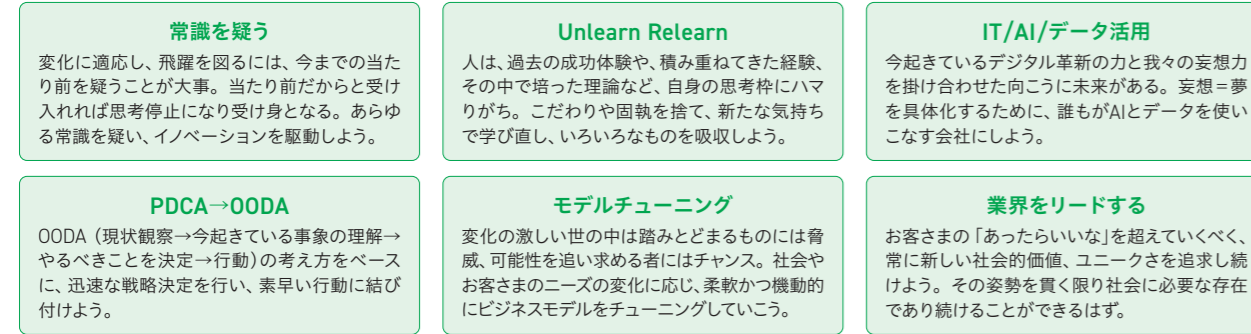 常識を疑う
変化に適応し、飛躍を図るには、今までの当た
り前を疑うことが大事。当たり前だからと受け
入れれば思考停止になり受け身となる。あらゆ
る常識を疑い、イノベーションを駆動しよう。
Unlearn Relearn
人は、過去の成功体験や、積み重ねてきた経験、
その中で培った理論など、自身の思考枠にハマ
りがち。こだわりや固執を捨て、新たな気持ち
で学び直し、いろいろなものを吸収しよう。
IT/AI/データ活用
今起きているデジタル革新の力と我々の妄想力
を掛け合わせた向こうに未来がある。妄想=夢
を具体化するために、誰もがAIとデータを使い
こなす会社にしよう。
PDCA→OODA
OODA（現状観察→今起きている事象の理解→
やるべきことを決定→行動）の考え方をベース
に、迅速な戦略決定を行い、素早い行動に結び
付けよう。
モデルチューニング
変化の激しい世の中は踏みとどまるものには脅
威、可能性を追い求める者にはチャンス。社会や
お客さまのニーズの変化に応じ、柔軟かつ機動的
にビジネスモデルをチューニングしていこう。
業界をリードする
お客さまの「あったらいいな」を超えていくべく、
常に新しい社会的価値、ユニークさを追求し続
けよう。その姿勢を貫く限り社会に必要な存在
であり続けることができるはず。